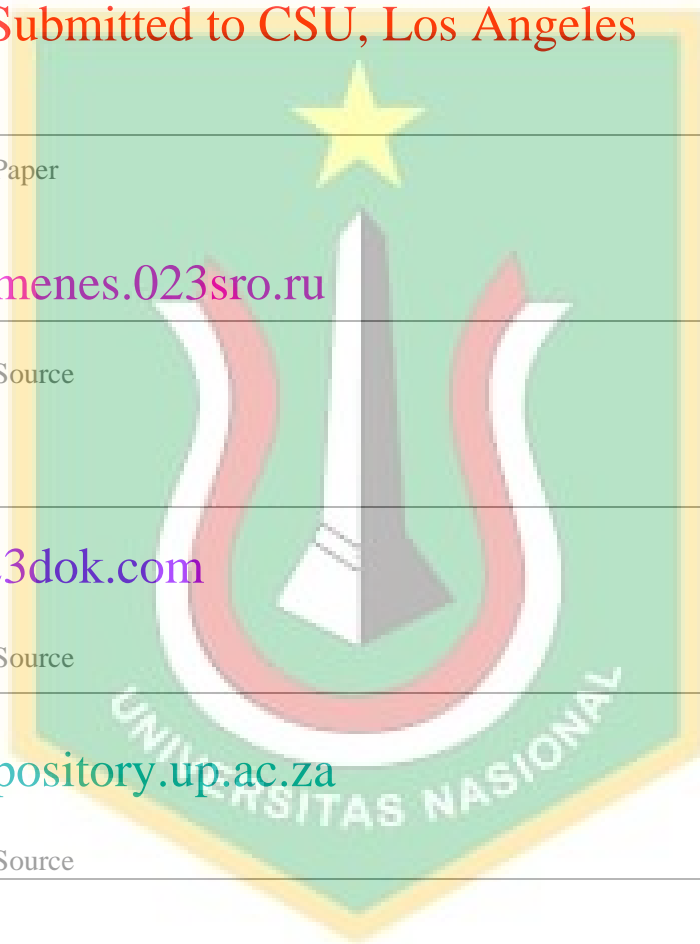 Submitted to CSU, Los Angeles
Paper
menes.023sro.ru
Source
3dok.com
Source
pository.up.ac.za
UNIVERSITAS NASIONAL
Source